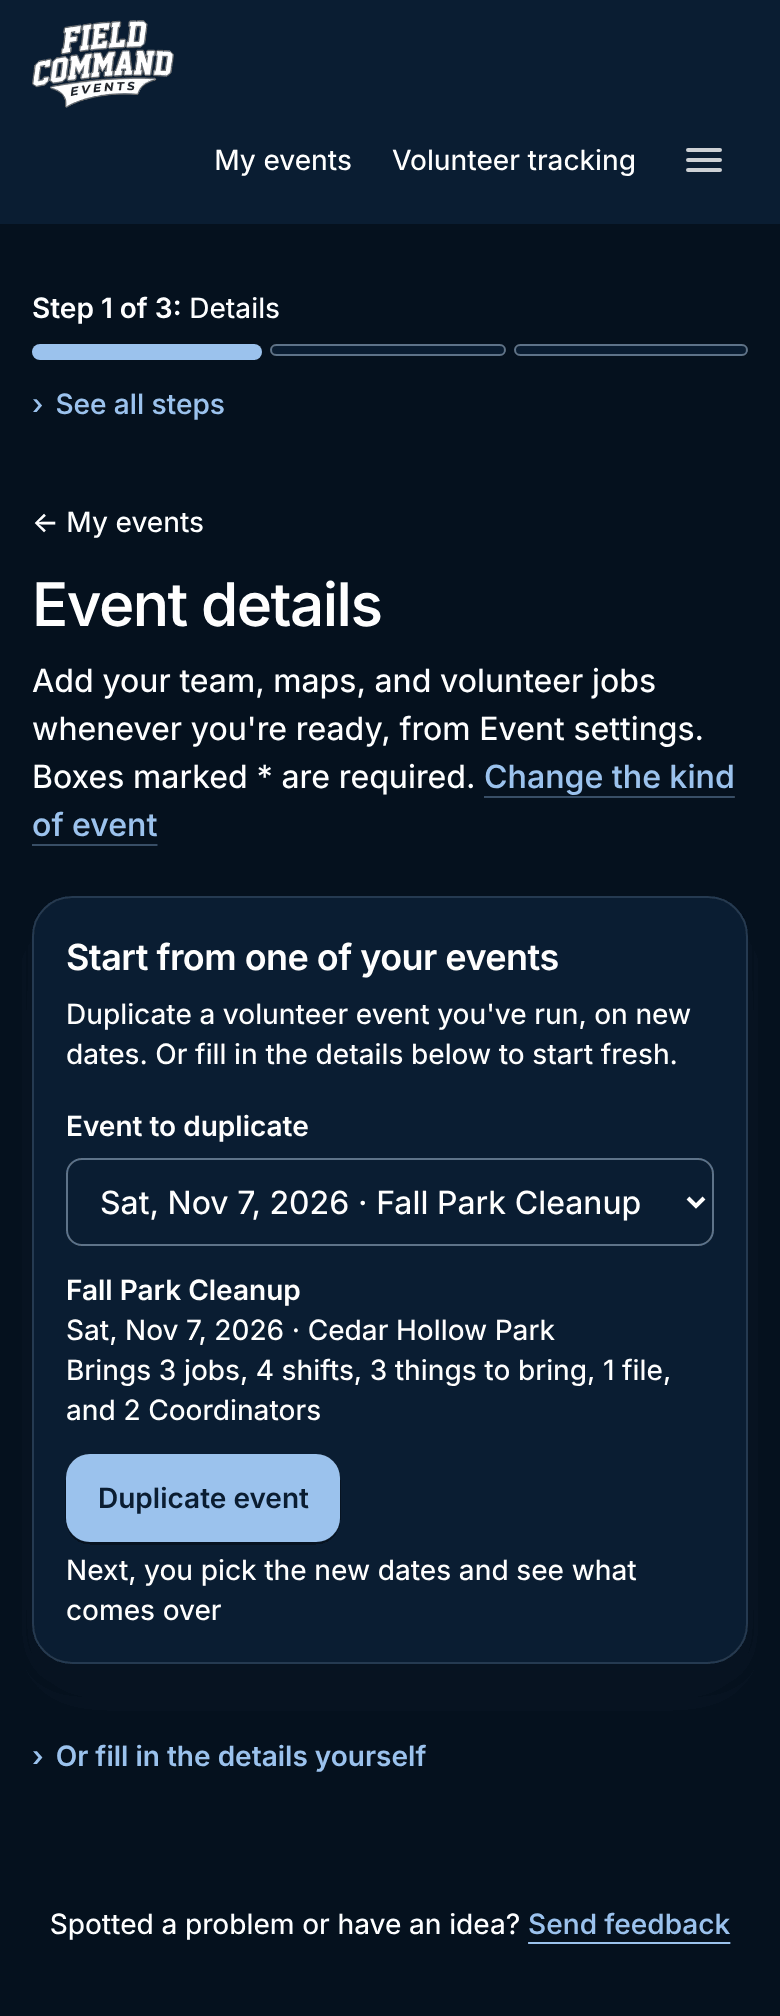 FIELD
COMMAND
EVENTS
My events
Volunteer tracking
Step 1 of 3: Details
› See all steps
← My events
Event details
Add your team, maps, and volunteer jobs
whenever you're ready, from Event settings.
Boxes marked * are required. Change the kind
of event
Start from one of your events
Duplicate a volunteer event you've run, on new
dates. Or fill in the details below to start fresh.
Event to duplicate
Sat, Nov 7, 2026 · Fall Park Cleanup
Fall Park Cleanup
Sat, Nov 7, 2026 · Cedar Hollow Park
Brings 3 jobs, 4 shifts, 3 things to bring, 1 file,
and 2 Coordinators
Duplicate event
Next, you pick the new dates and see what
comes over
› Or fill in the details yourself
Spotted a problem or have an idea? Send feedback